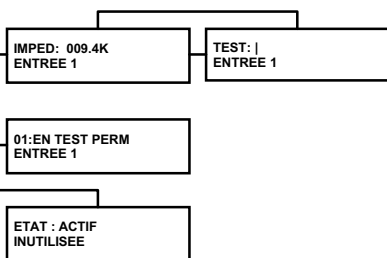 IMPED: 009.4K
ENTREE 1
TEST: |
ENTREE 1
01:EN TEST PERM
ENTREE 1
ETAT : ACTIF
INUTILISEE